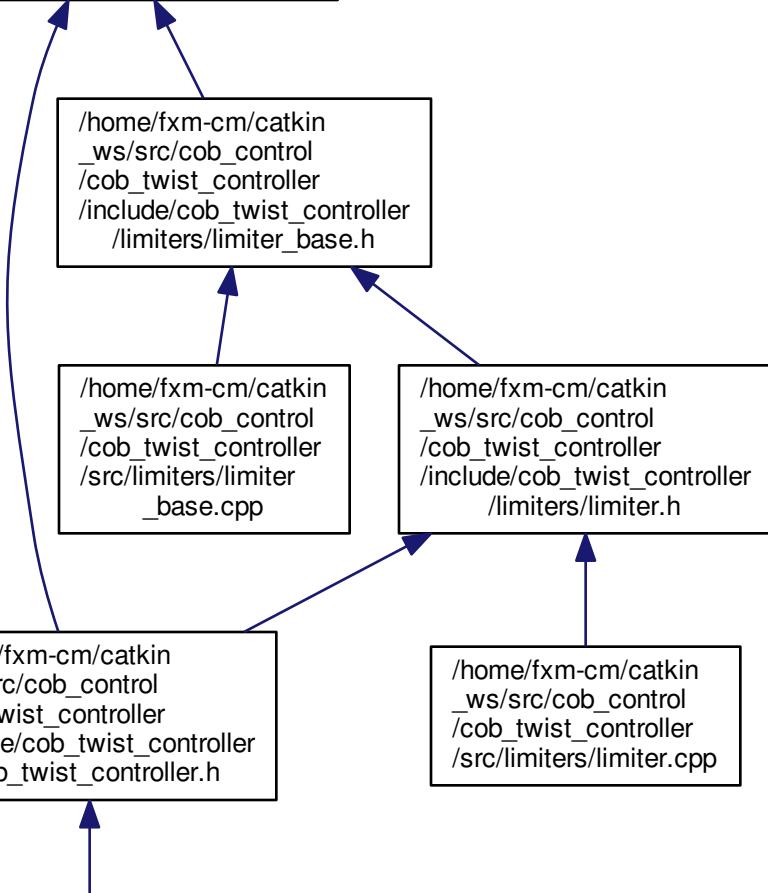 /home/fxm-cm/catkin
_ws/src/cob_control
/cob_twist_controller
/include/cob_twist_controller
/limiters/limiter_base.h
/home/fxm-cm/catkin
_ws/src/cob_control
/cob_twist_controller
/src/limiters/limiter
_base.cpp
/home/fxm-cm/catkin
_ws/src/cob_control
/cob_twist_controller
/include/cob_twist_controller
/limiters/limiter.h
/fxm-cm/catkin
rc/cob_control
wist_controller
e/cob_twist_controller
b_twist_controller.h
/home/fxm-cm/catkin
_ws/src/cob_control
/cob_twist_controller
/src/limiters/limiter.cpp